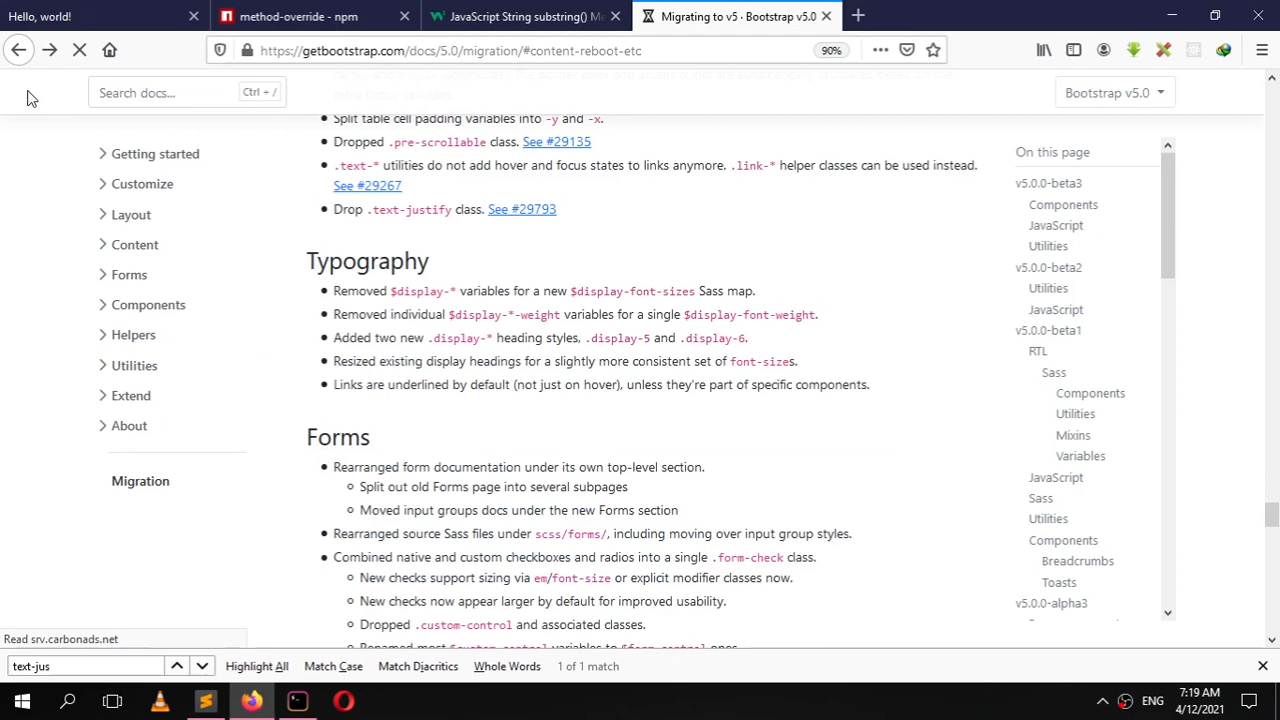 Hello, world!
method-override - npm
JavaScript String substring() Me
Migrating to v5 · Bootstrap v5.0
https://getbootstrap.com/docs/5.0/migration/#content-reboot-etc
90%
Search docs...
Ctrl + /
Bootstrap v5.0
Getting started
Customize
Layout
Content
Forms
Components
Helpers
Utilities
Extend
About
Migration
Split table cell padding variables into -y and -x.
Dropped .pre-scrollable class. See #29135
.text-* utilities do not add hover and focus states to links anymore. .link-* helper classes can be used instead.
See #29267
Drop .text-justify class. See #29793
Typography
Removed $display-* variables for a new $display-font-sizes Sass map.
Removed individual $display-*-weight variables for a single $display-font-weight.
Added two new .display-* heading styles, .display-5 and .display-6.
Resized existing display headings for a slightly more consistent set of font-sizes.
Links are underlined by default (not just on hover), unless they're part of specific components.
Forms
Rearranged form documentation under its own top-level section.
Split out old Forms page into several subpages
Moved input groups docs under the new Forms section
Rearranged source Sass files under scss/forms/, including moving over input group styles.
Combined native and custom checkboxes and radios into a single .form-check class.
New checks support sizing via em/font-size or explicit modifier classes now.
New checks now appear larger by default for improved usability.
Dropped .custom-control and associated classes.
Renamed most $custom-control variables to $form-control ones.
On this page
v5.0.0-beta3
Components
JavaScript
Utilities
v5.0.0-beta2
Utilities
JavaScript
v5.0.0-beta1
RTL
Sass
Components
Utilities
Mixins
Variables
JavaScript
Sass
Utilities
Components
Breadcrumbs
Toasts
v5.0.0-alpha3
Read srv.carbonads.net
text-jus
Highlight All
Match Case
Match Diacritics
Whole Words
1 of 1 match
ENG
7:19 AM
4/12/2021